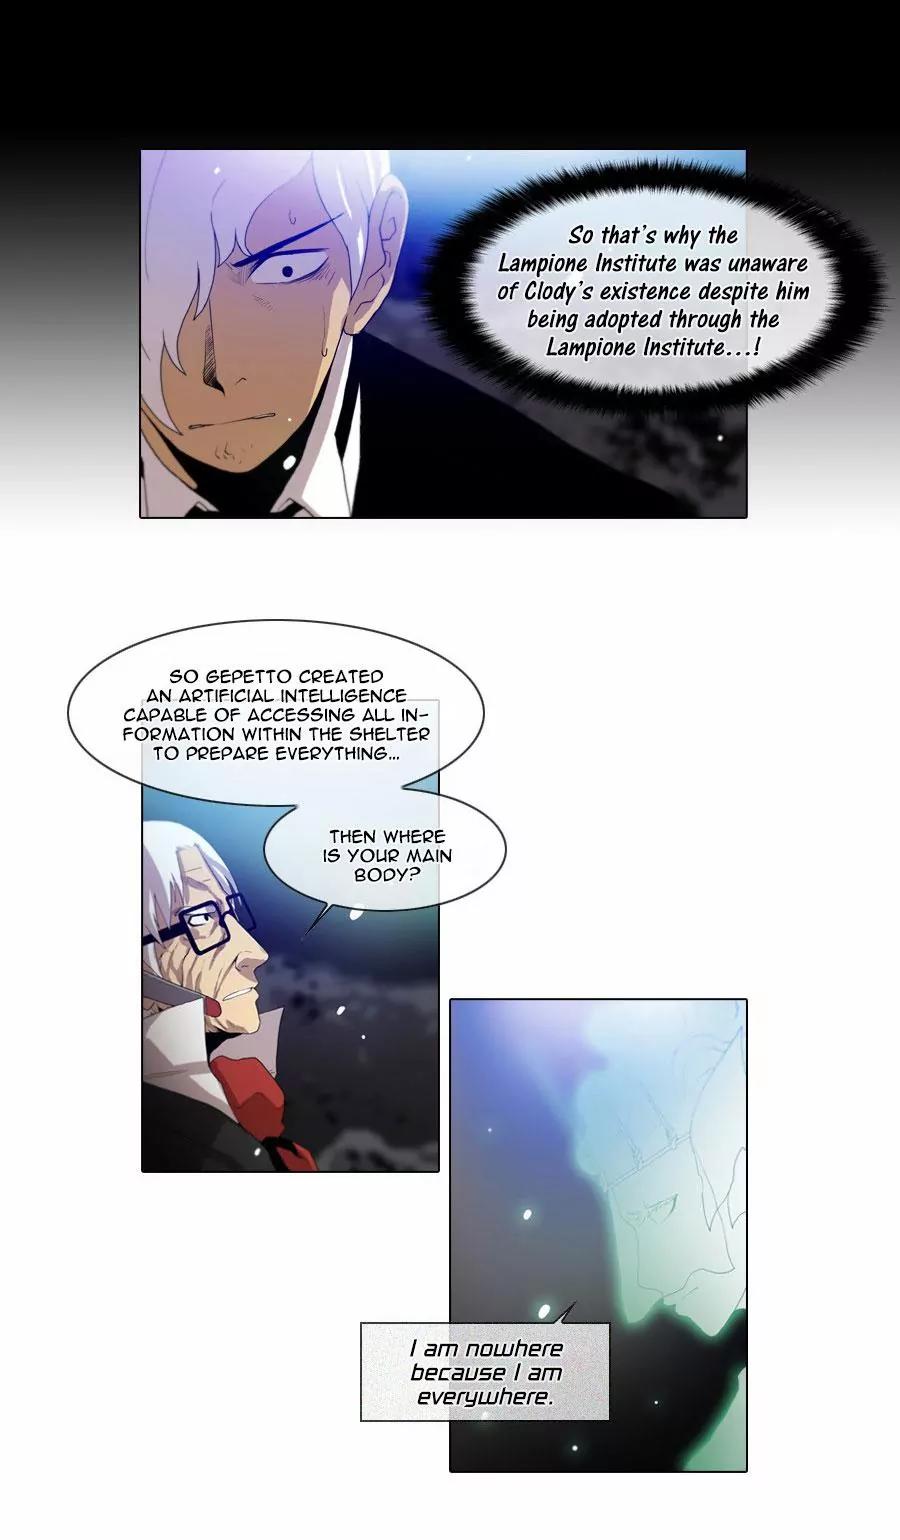 So that's why the
Lampione Institute was unaware
of Clody's existence despite him
being adopted through the
Lampione Institute...!
SO GEPETTO CREATED
AN ARTIFICIAL INTELLIGENCE
CAPABLE OF ACCESSING ALL IN-
FORMATION WITHIN THE SHELTER
TO PREPARE EVERYTHING...
THEN WHERE
IS YOUR MAIN
BODY?
I am nowhere
because I am
everywhere.